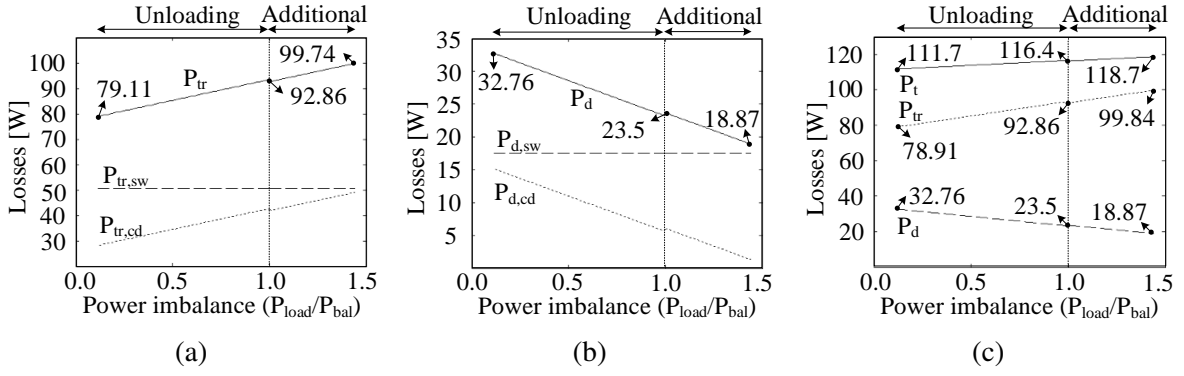 Unloading Additional
100
90
80
70
60
50
40
30
Losses [W]
79.11
P_tr
99.74
92.86
P_tr,sw
P_tr,cd
0.0 0.5 1.0 1.5
Power imbalance (P_load/P_bal)
(a)
Unloading Additional
35
30
25
20
15
10
5
Losses [W]
32.76
P_d
23.5
18.87
P_d,sw
P_d,cd
0.0 0.5 1.0 1.5
Power imbalance (P_load/P_bal)
(b)
Unloading Additional
120
100
80
60
40
20
Losses [W]
111.7
116.4
118.7
P_t
P_tr
78.91
92.86
99.84
32.76
23.5
18.87
P_d
0.0 0.5 1.0 1.5
Power imbalance (P_load/P_bal)
(c)